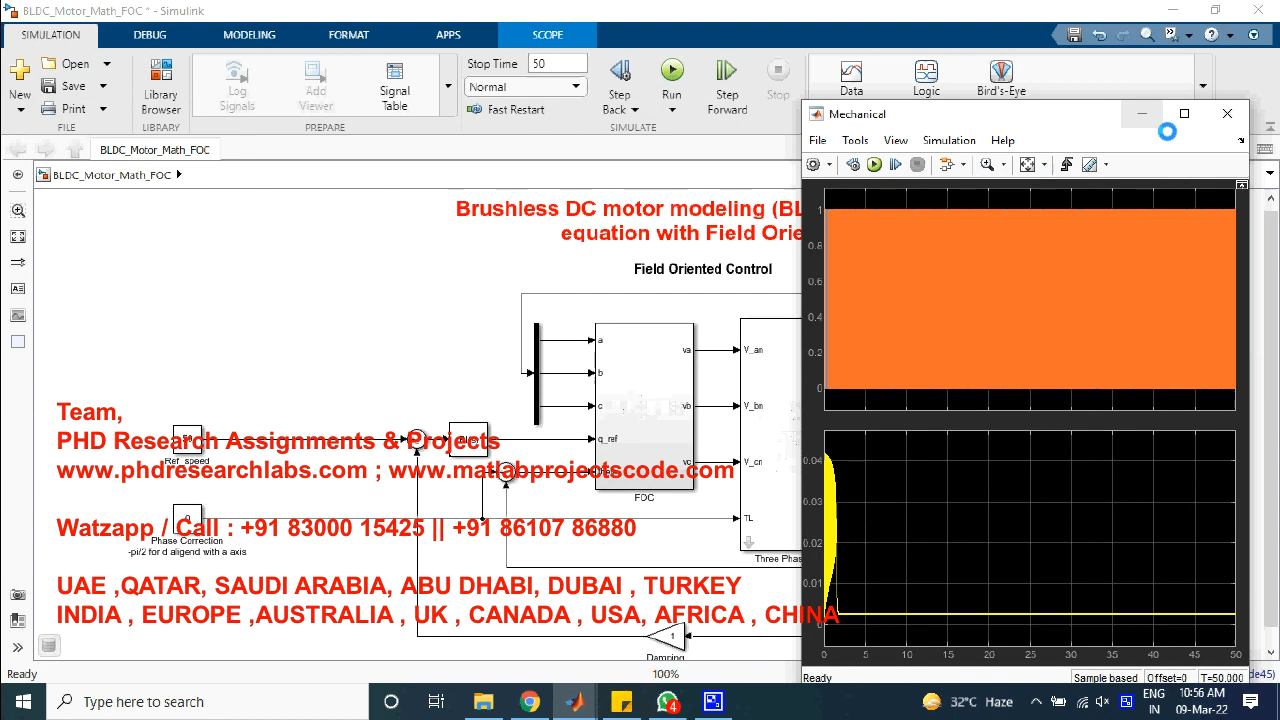 BLDC_Motor_Math_FOC * - Simulink
SIMULATION DEBUG MODELING FORMAT APPS SCOPE
New
Open
Save
Print
FILE
Library Browser
LIBRARY
Log Signals
Add Viewer
Signal Table
PREPARE
Stop Time 50
Normal
Fast Restart
Step Back
Run
Step Forward
Stop
SIMULATE
Data
Logic
Bird's-Eye
BLDC_Motor_Math_FOC
BLDC_Motor_Math_FOC
Mechanical
File Tools View Simulation Help
Brushless DC motor modeling (BL
equation with Field Orie
Field Oriented Control
a
b
c
q_ref
va
vb
vc
FOC
V_an
V_bn
V_cn
TL
Three Phas
Ref_speed
0
Phase Correction
-pi/2 for d aligend with a axis
1
Damping
Team,
PHD Research Assignments & Projects
www.phdresearchlabs.com ; www.matlabprojectscode.com
Watzapp / Call : +91 83000 15425 || +91 86107 86880
UAE ,QATAR, SAUDI ARABIA, ABU DHABI, DUBAI , TURKEY
INDIA , EUROPE ,AUSTRALIA , UK , CANADA , USA, AFRICA , CHINA
1
0.8
0.6
0.4
0.2
0
0.04
0.03
0.02
0.01
0
0 5 10 15 20 25 30 35 40 45 50
Ready Sample based Offset=0 T=50.000
Ready 100% de45)
Type here to search
4
32°C Haze
ENG
IN
10:56 AM
09-Mar-22